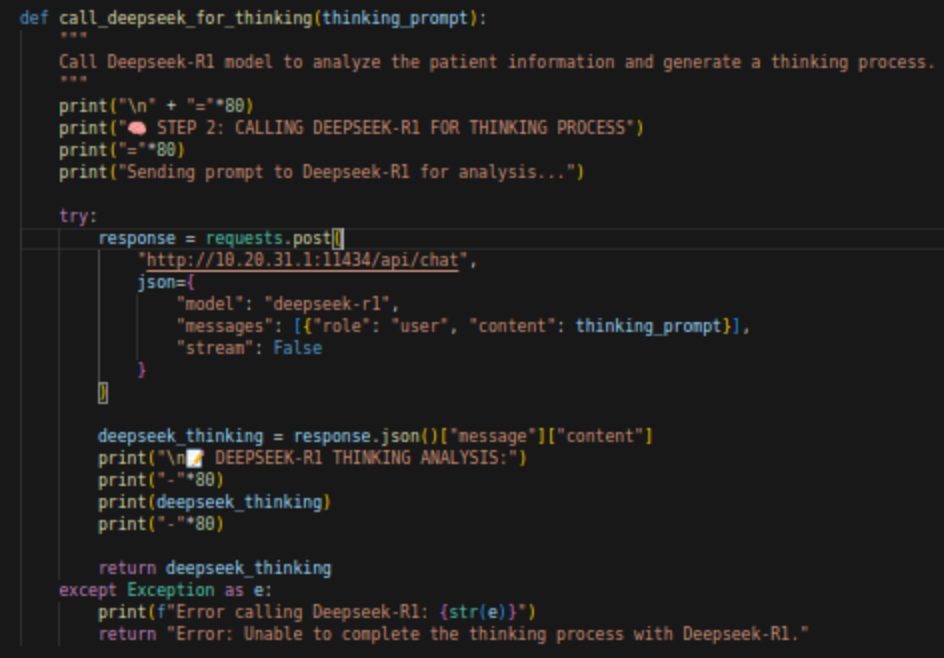 def call_deepseek_for_thinking(thinking_prompt):
    """
    Call Deepseek-R1 model to analyze the patient information and generate a thinking process.
    """
    print("\n" + "="*80)
    print("🧠 STEP 2: CALLING DEEPSEEK-R1 FOR THINKING PROCESS")
    print("="*80)
    print("Sending prompt to Deepseek-R1 for analysis...")

    try:
        response = requests.post(
            "http://10.20.31.1:11434/api/chat",
            json={
                "model": "deepseek-r1",
                "messages": [{"role": "user", "content": thinking_prompt}],
                "stream": False
            }
        )

        deepseek_thinking = response.json()["message"]["content"]
        print("\n📝 DEEPSEEK-R1 THINKING ANALYSIS:")
        print("-"*80)
        print(deepseek_thinking)
        print("-"*80)

        return deepseek_thinking
    except Exception as e:
        print(f"Error calling Deepseek-R1: {str(e)}")
        return "Error: Unable to complete the thinking process with Deepseek-R1."